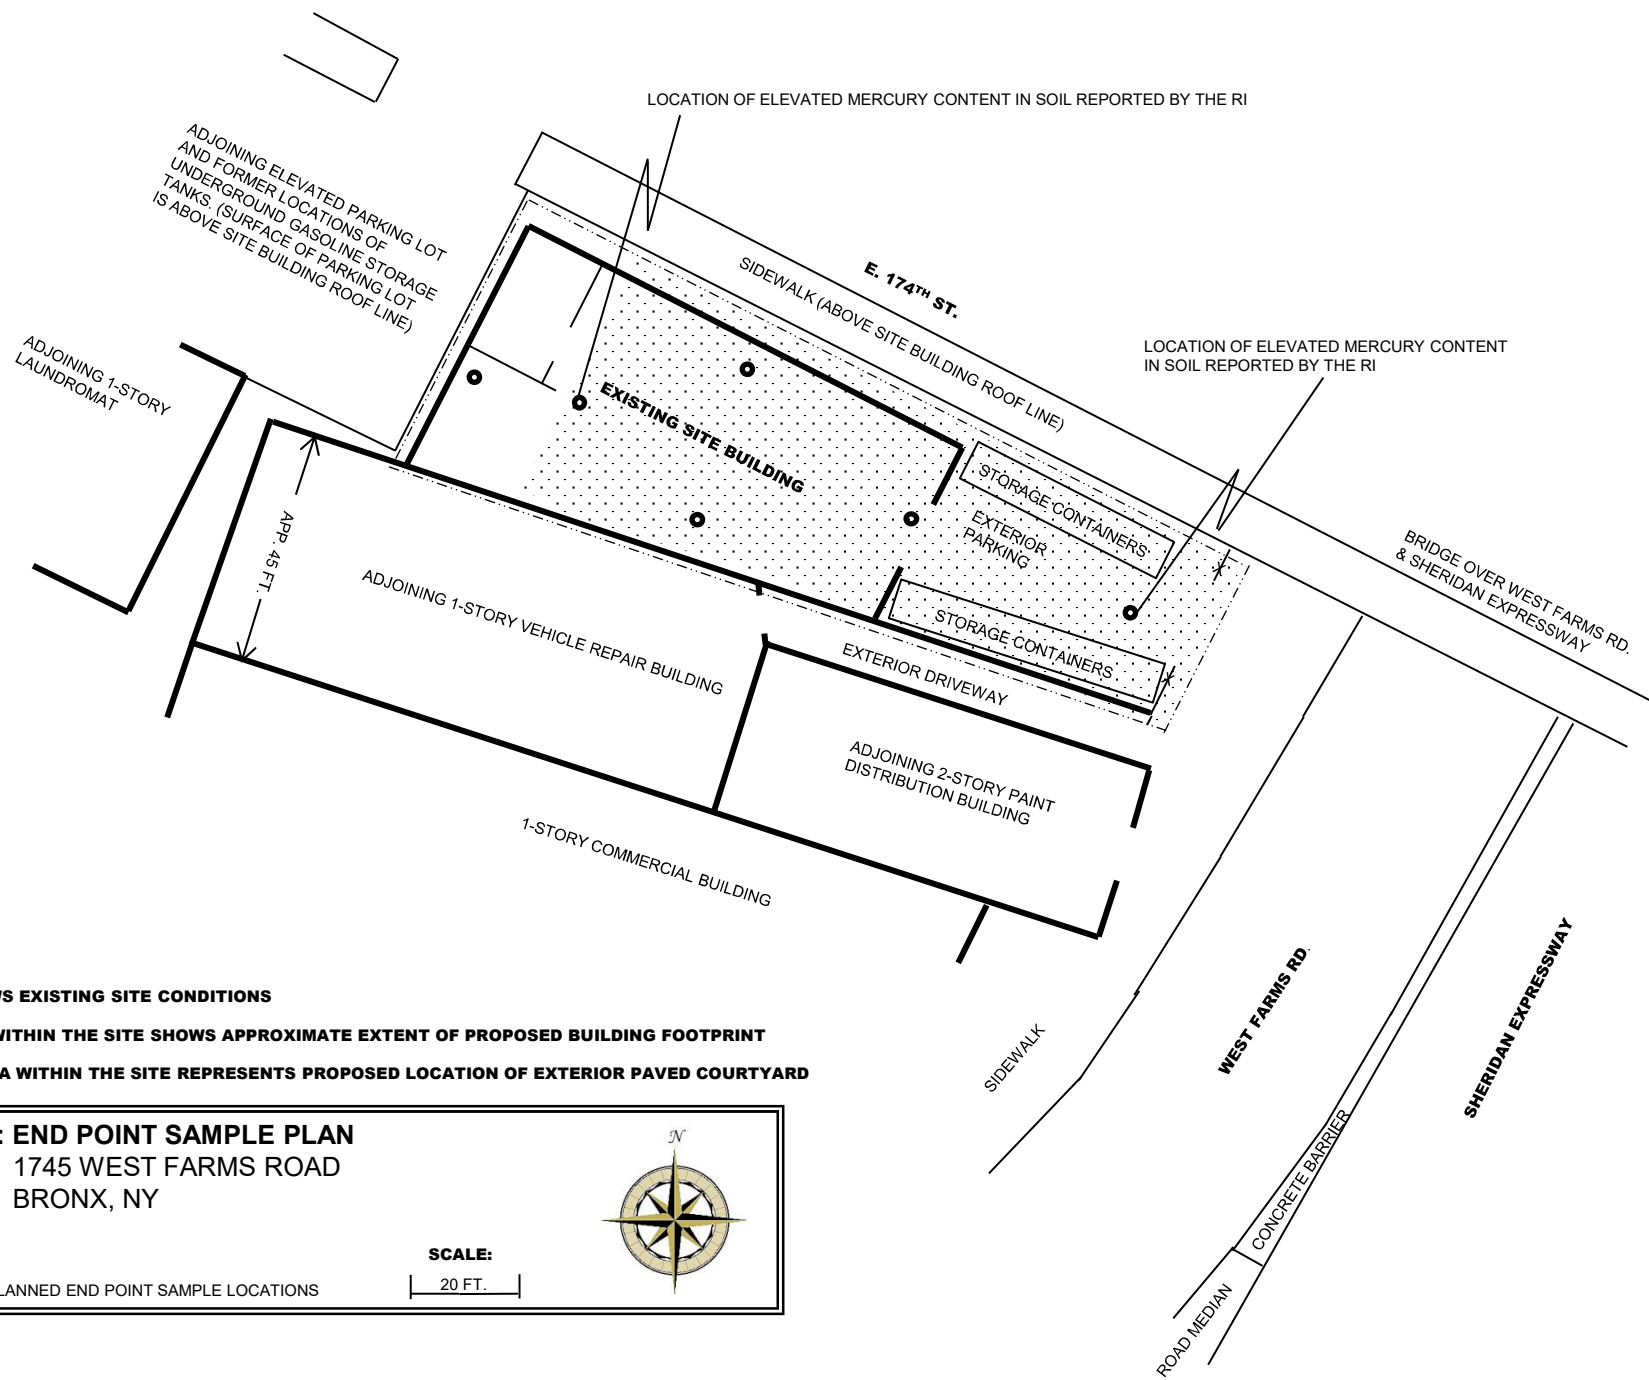 LOCATION OF ELEVATED MERCURY CONTENT IN SOIL REPORTED BY THE RI
ADJOINING ELEVATED PARKING LOT
AND FORMER LOCATIONS OF
UNDERGROUND GASOLINE STORAGE
TANKS. (SURFACE OF PARKING LOT
IS ABOVE SITE BUILDING ROOF LINE)
E. 174TH ST.
SIDEWALK (ABOVE SITE BUILDING ROOF LINE)
LOCATION OF ELEVATED MERCURY CONTENT
IN SOIL REPORTED BY THE RI
ADJOINING 1-STORY
LAUNDROMAT
EXISTING SITE BUILDING
STORAGE CONTAINERS
EXTERIOR
PARKING
STORAGE CONTAINERS
BRIDGE OVER WEST FARMS RD.
& SHERIDAN EXPRESSWAY
APP. 45 FT.
ADJOINING 1-STORY VEHICLE REPAIR BUILDING
EXTERIOR DRIVEWAY
ADJOINING 2-STORY PAINT
DISTRIBUTION BUILDING
1-STORY COMMERCIAL BUILDING
SIDEWALK
WEST FARMS RD.
SHERIDAN EXPRESSWAY
CONCRETE BARRIER
ROAD MEDIAN
EXISTING SITE CONDITIONS
WITHIN THE SITE SHOWS APPROXIMATE EXTENT OF PROPOSED BUILDING FOOTPRINT
WITHIN THE SITE REPRESENTS PROPOSED LOCATION OF EXTERIOR PAVED COURTYARD
: END POINT SAMPLE PLAN
1745 WEST FARMS ROAD
BRONX, NY
N
SCALE:
20 FT.
LANNED END POINT SAMPLE LOCATIONS